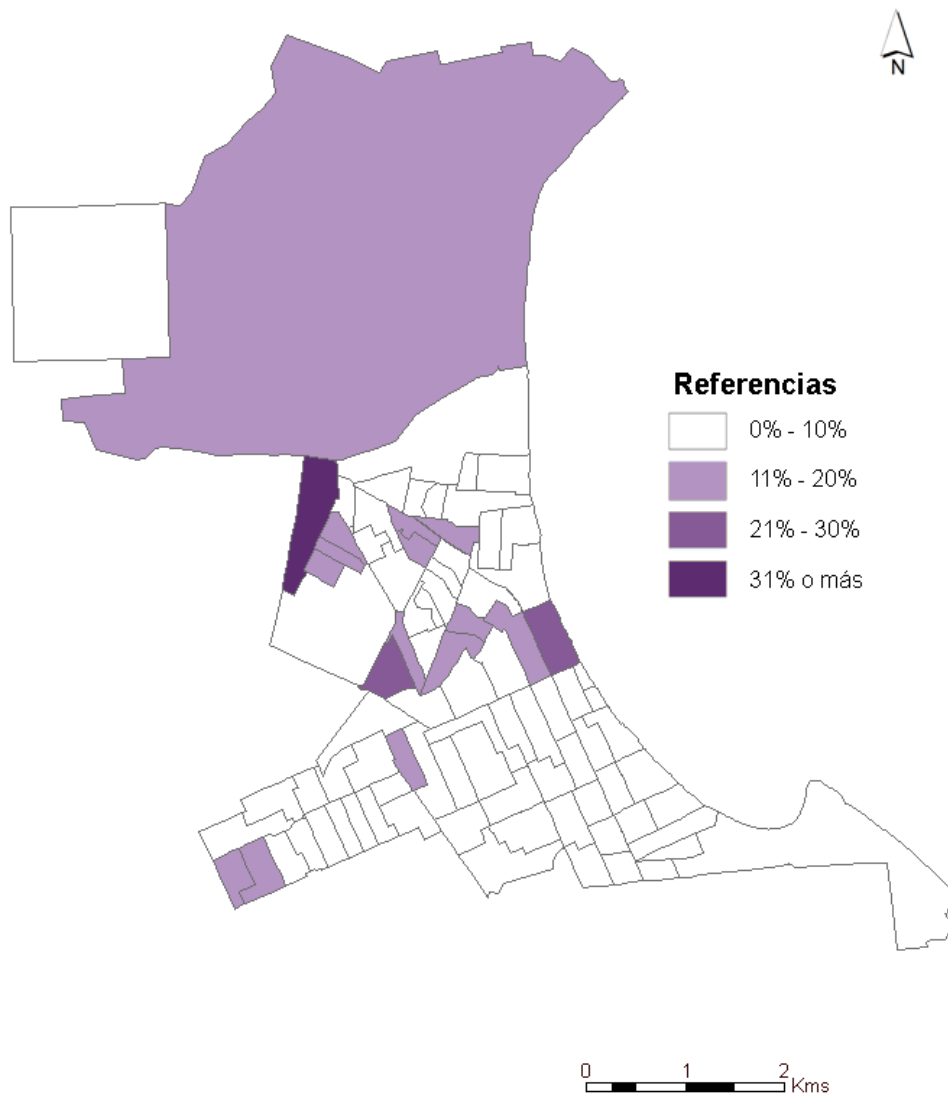 N
Referencias
0% - 10%
11% - 20%
21% - 30%
31% o más
0 1 2
Kms